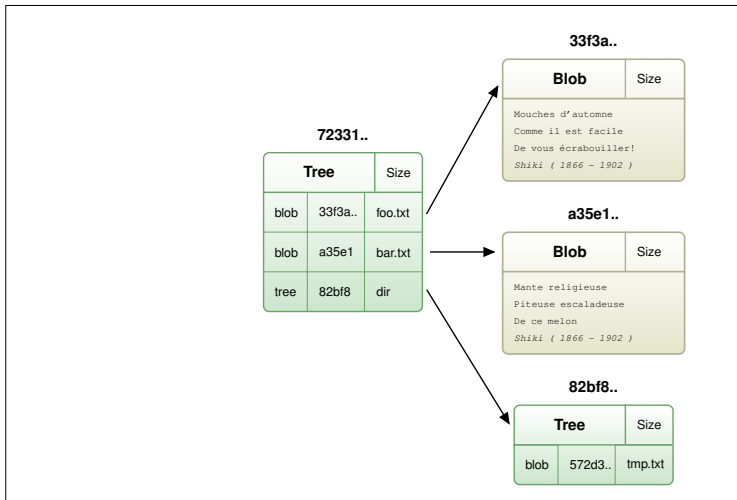 33f3a..
Blob Size
Mouches d'automne
Comme il est facile
De vous écrabouiller!
Shiki ( 1866 - 1902 )
72331..
Tree Size
blob 33f3a.. foo.txt
blob a35e1 bar.txt
tree 82bf8 dir
a35e1..
Blob Size
Mante religieuse
Piteuse escaladeuse
De ce melon
Shiki ( 1866 - 1902 )
82bf8..
Tree Size
blob 572d3.. tmp.txt